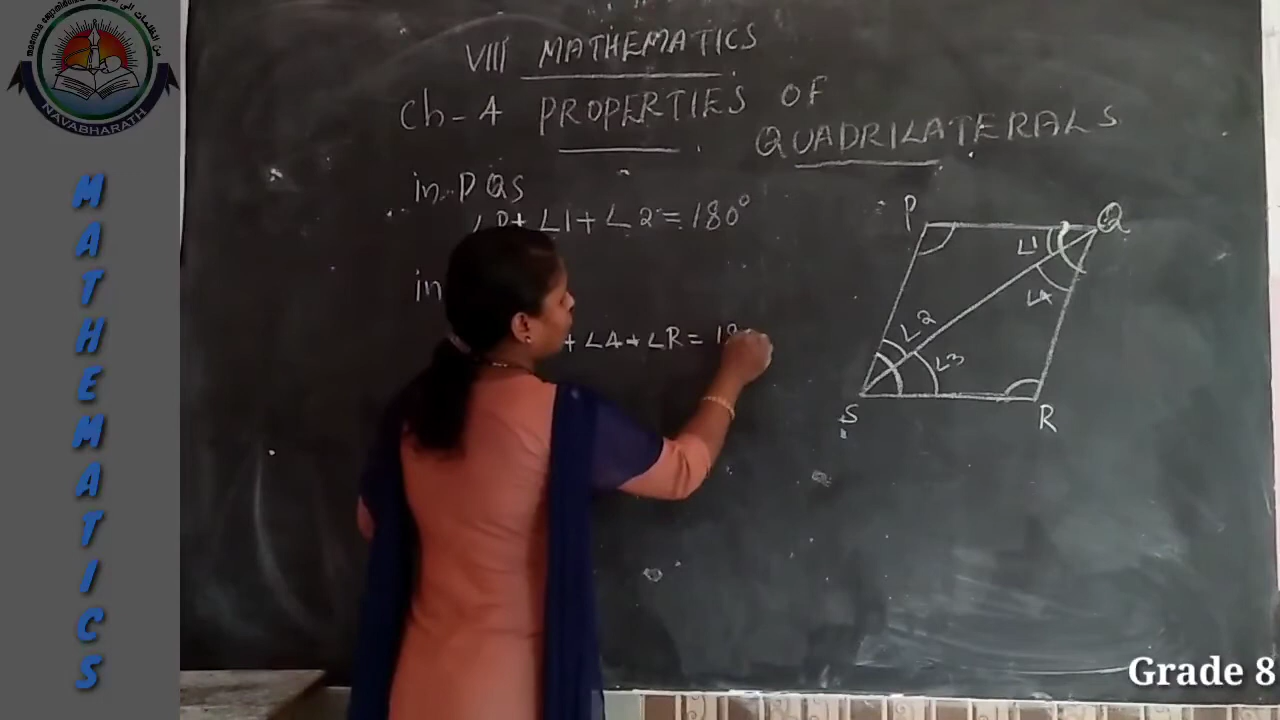 NAVABHARATH
MATHEMATICS
VIII MATHEMATICS
Ch-4 PROPERTIES OF
QUADRILATERALS
in PQS
∠P+ ∠1+ ∠2=180°
in
+ ∠4+ ∠R= 18
P
Q
∠1
∠4
∠2
∠3
S
R
Grade 8